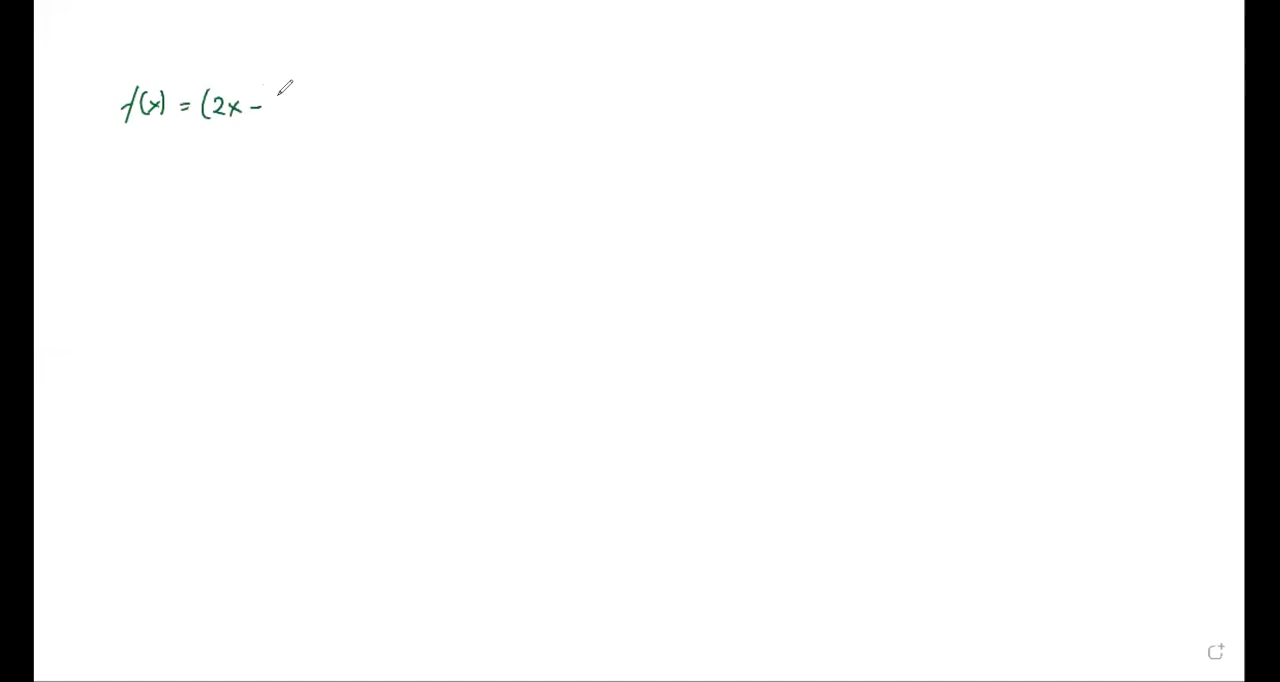 f(x) = (2x -